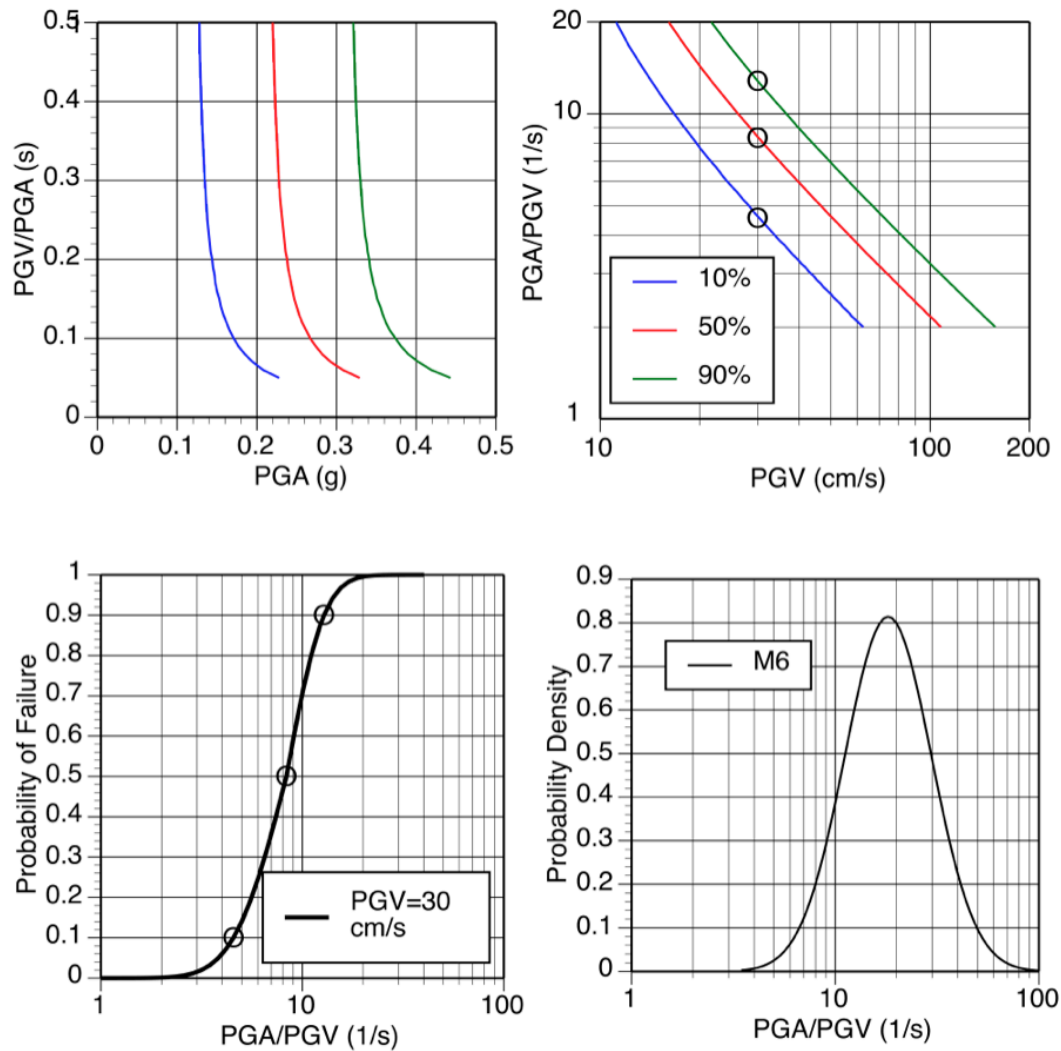 0.5
0.4
0.3
0.2
0.1
0
0 0.1 0.2 0.3 0.4 0.5
PGV/PGA (s)
PGA (g)
20
10
1
10 100 200
PGA/PGV (1/s)
PGV (cm/s)
10%
50%
90%
1
0.9
0.8
0.7
0.6
0.5
0.4
0.3
0.2
0.1
0
1 10 100
Probability of Failure
PGA/PGV (1/s)
PGV=30
cm/s
0.9
0.8
0.7
0.6
0.5
0.4
0.3
0.2
0.1
0
1 10 100
Probability Density
PGA/PGV (1/s)
M6